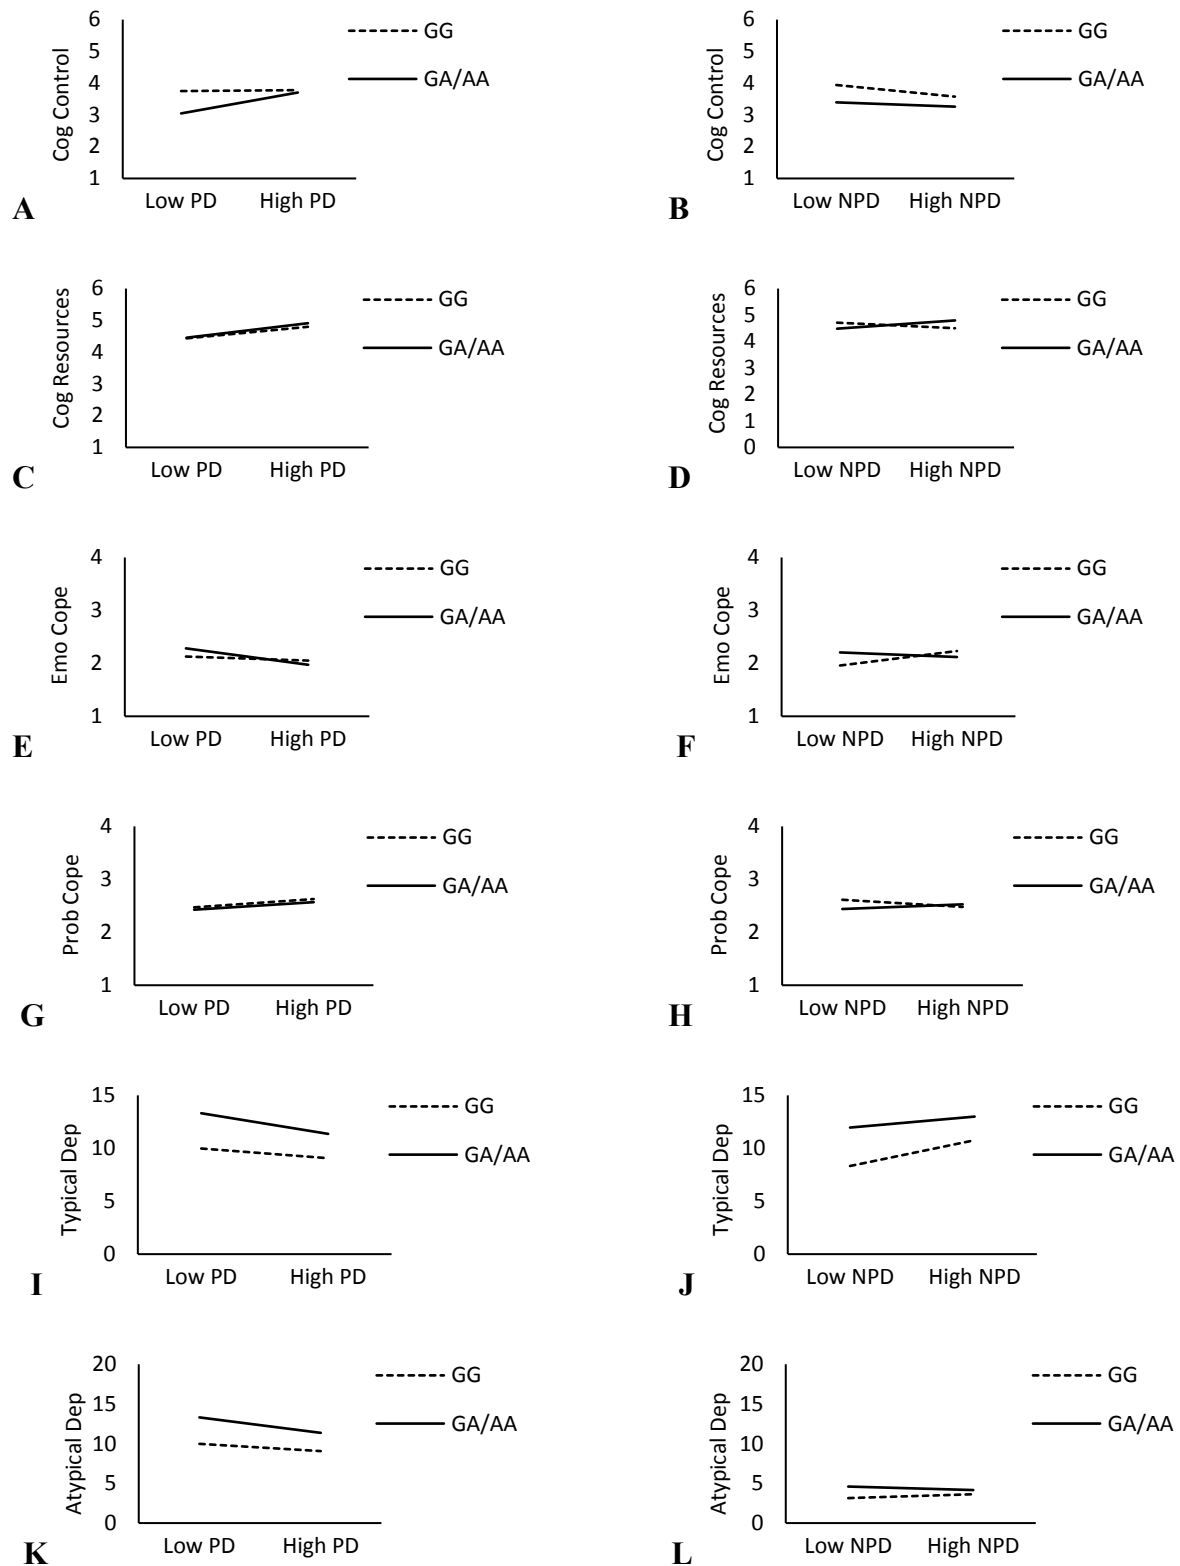 6
5
4
3
2
1
Cog Control
Low PD High PD
GG
GA/AA
A
6
5
4
3
2
1
Cog Control
Low NPD High NPD
GG
GA/AA
B
6
5
4
3
2
1
Cog Resources
Low PD High PD
GG
GA/AA
C
6
5
4
3
2
1
0
Cog Resources
Low NPD High NPD
GG
GA/AA
D
4
3
2
1
Emo Cope
Low PD High PD
GG
GA/AA
E
4
3
2
1
Emo Cope
Low NPD High NPD
GG
GA/AA
F
4
3
2
1
Prob Cope
Low PD High PD
GG
GA/AA
G
4
3
2
1
Prob Cope
Low NPD High NPD
GG
GA/AA
H
15
10
5
0
Typical Dep
Low PD High PD
GG
GA/AA
I
15
10
5
0
Typical Dep
Low NPD High NPD
GG
GA/AA
J
20
15
10
5
0
Atypical Dep
Low PD High PD
GG
GA/AA
K
20
15
10
5
0
Atypical Dep
Low NPD High NPD
GG
GA/AA
L